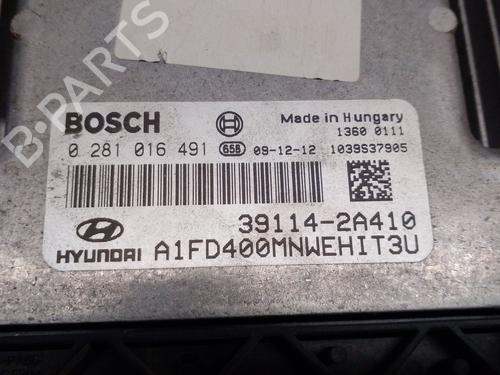 B-PARTS
BOSCH
Made in Hungary
1360 0111
0 281 016 491 65B 09-12-12 1039S37905
39114-2A410
HYUNDAI A1FD400MNWEHIT3U